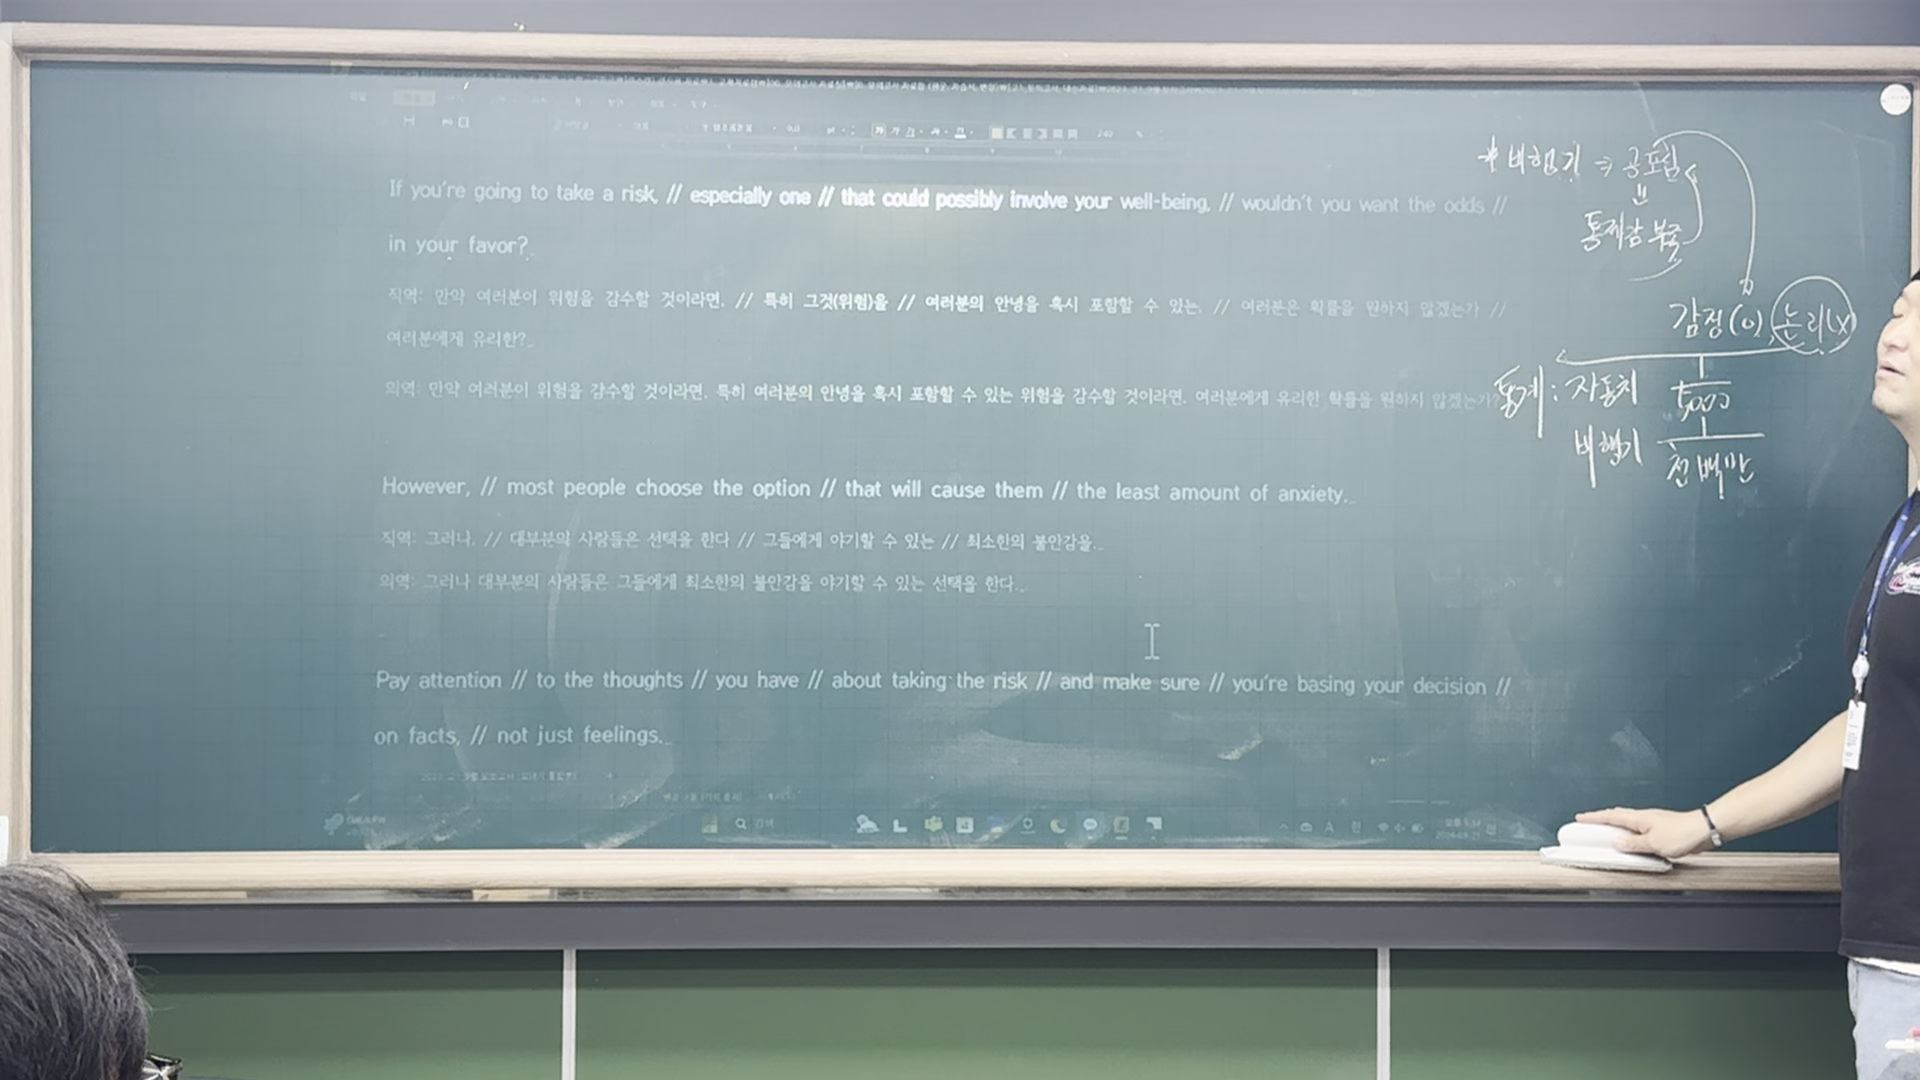 If you're going to take a risk, // especially one // that could possibly involve your well-being, // wouldn't you want the odds //
in your favor?
직역: 만약 여러분이 위험을 감수할 것이라면, // 특히 그것(위험)을 // 여러분의 안녕을 혹시 포함할 수 있는, // 여러분은 확률을 원하지 않겠는가 //
여러분에게 유리한?
의역: 만약 여러분이 위험을 감수할 것이라면, 특히 여러분의 안녕을 혹시 포함할 수 있는 위험을 감수할 것이라면, 여러분에게 유리한 확률을 원하지 않겠는가?
However, // most people choose the option // that will cause them // the least amount of anxiety.
직역: 그러나, // 대부분의 사람들은 선택을 한다 // 그들에게 야기할 수 있는 // 최소한의 불안감을.
의역: 그러나 대부분의 사람들은 그들에게 최소한의 불안감을 야기할 수 있는 선택을 한다.
Pay attention // to the thoughts // you have // about taking the risk // and make sure // you're basing your decision //
on facts, // not just feelings.
검색
* 비행기 → 공포감
통제감 부족
감정(o), 논리(x)
통계: 자동차 1/5000
비행기 1/천백만